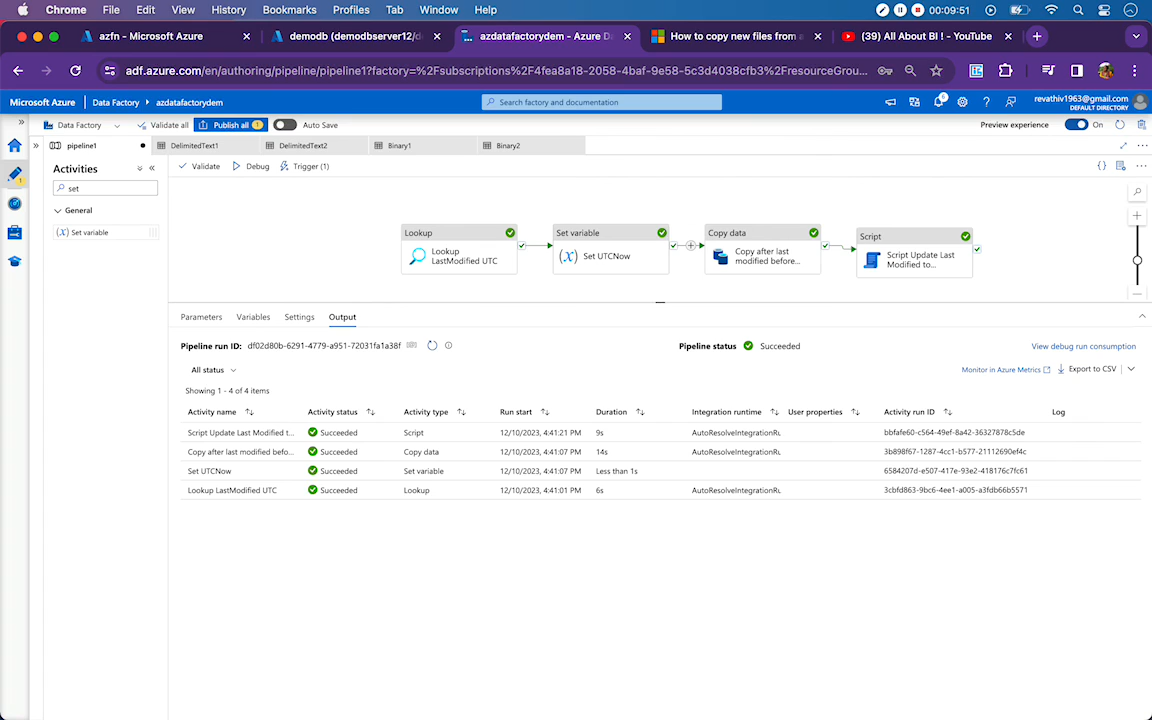 Chrome File Edit View History Bookmarks Profiles Tab Window Help 00:09:51
azfn - Microsoft Azure demodb (demodbserver12/d azdatafactorydem - Azure D How to copy new files from a (39) All About BI ! - YouTube
adf.azure.com/en/authoring/pipeline/pipeline1?factory=%2Fsubscriptions%2F4fea8a18-2058-4baf-9e58-5c3d4038cfb3%2FresourceGrou...
Microsoft Azure Data Factory azdatafactorydem Search factory and documentation 5 revathiv1963@gmail.com
DEFAULT DIRECTORY
Data Factory Validate all Publish all 1 Auto Save Preview experience On
pipeline1 DelimitedText1 DelimitedText2 Binary1 Binary2
Activities Validate Debug Trigger (1)
set
General
(x) Set variable
Lookup Set variable Copy data Script
Lookup LastModified UTC
(x) Set UTCNow
Copy after last modified before...
Script Update Last Modified to...
Parameters Variables Settings Output
Pipeline run ID: df02d80b-6291-4779-a951-72031fa1a38f Pipeline status Succeeded View debug run consumption
All status Monitor in Azure Metrics Export to CSV
Showing 1 - 4 of 4 items
Activity name Activity status Activity type Run start Duration Integration runtime User properties Activity run ID Log
Script Update Last Modified t... Succeeded Script 12/10/2023, 4:41:21 PM 9s AutoResolveIntegrationRu bbfafe60-c564-49ef-8a42-36327878c5de
Copy after last modified befo... Succeeded Copy data 12/10/2023, 4:41:07 PM 14s AutoResolveIntegrationRu 3b898f67-1287-4cc1-b577-21112690ef4c
Set UTCNow Succeeded Set variable 12/10/2023, 4:41:07 PM Less than 1s 6584207d-e507-417e-93e2-418176c7fc61
Lookup LastModified UTC Succeeded Lookup 12/10/2023, 4:41:01 PM 6s AutoResolveIntegrationRu 3cbfd863-9bc6-4ee1-a005-a3fdb66b5571